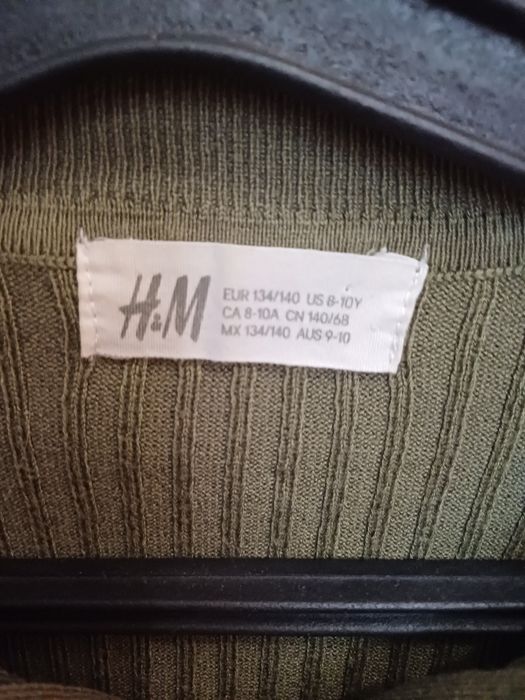 H&M
EUR 134/140 US 8-10Y
CA 8-10A CN 140/68
MX 134/140 AUS 9-10